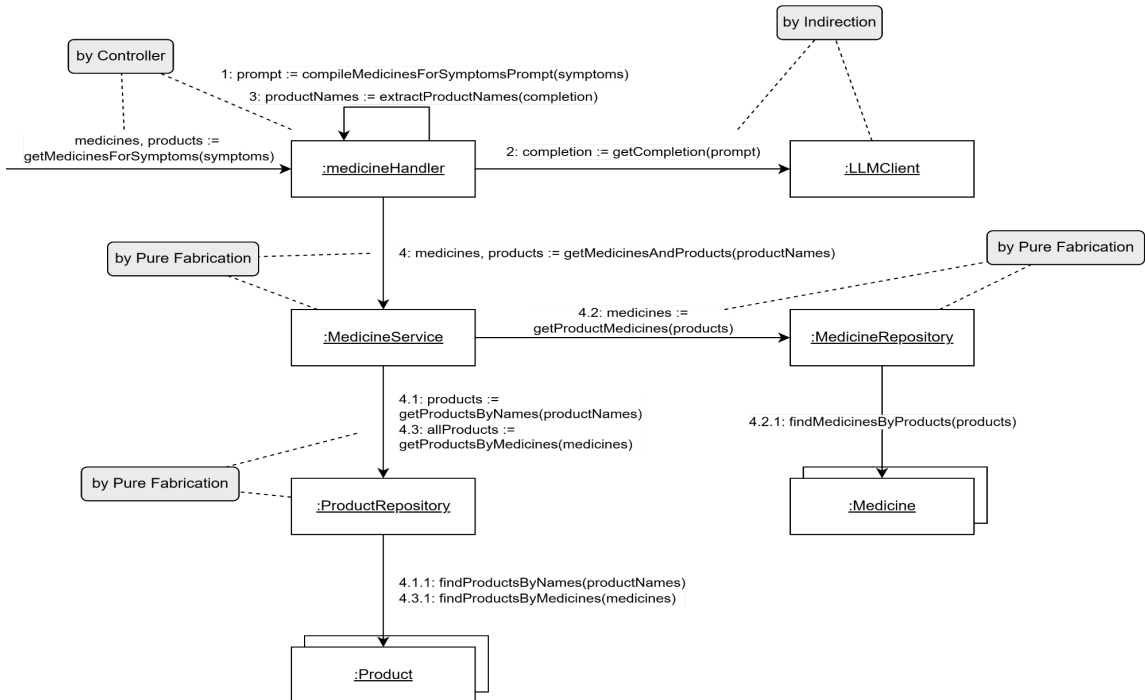 by Indirection
by Controller
1: prompt := compileMedicinesForSymptomsPrompt(symptoms)
3: productNames := extractProductNames(completion)
medicines, products :=
getMedicinesForSymptoms(symptoms)
2: completion := getCompletion(prompt)
:medicineHandler
:LLMClient
by Pure Fabrication
4: medicines, products := getMedicinesAndProducts(productNames)
by Pure Fabrication
4.2: medicines :=
getProductMedicines(products)
:MedicineService
:MedicineRepository
4.1: products :=
getProductsByNames(productNames)
4.3: allProducts :=
getProductsByMedicines(medicines)
4.2.1: findMedicinesByProducts(products)
by Pure Fabrication
:ProductRepository
:Medicine
4.1.1: findProductsByNames(productNames)
4.3.1: findProductsByMedicines(medicines)
:Product